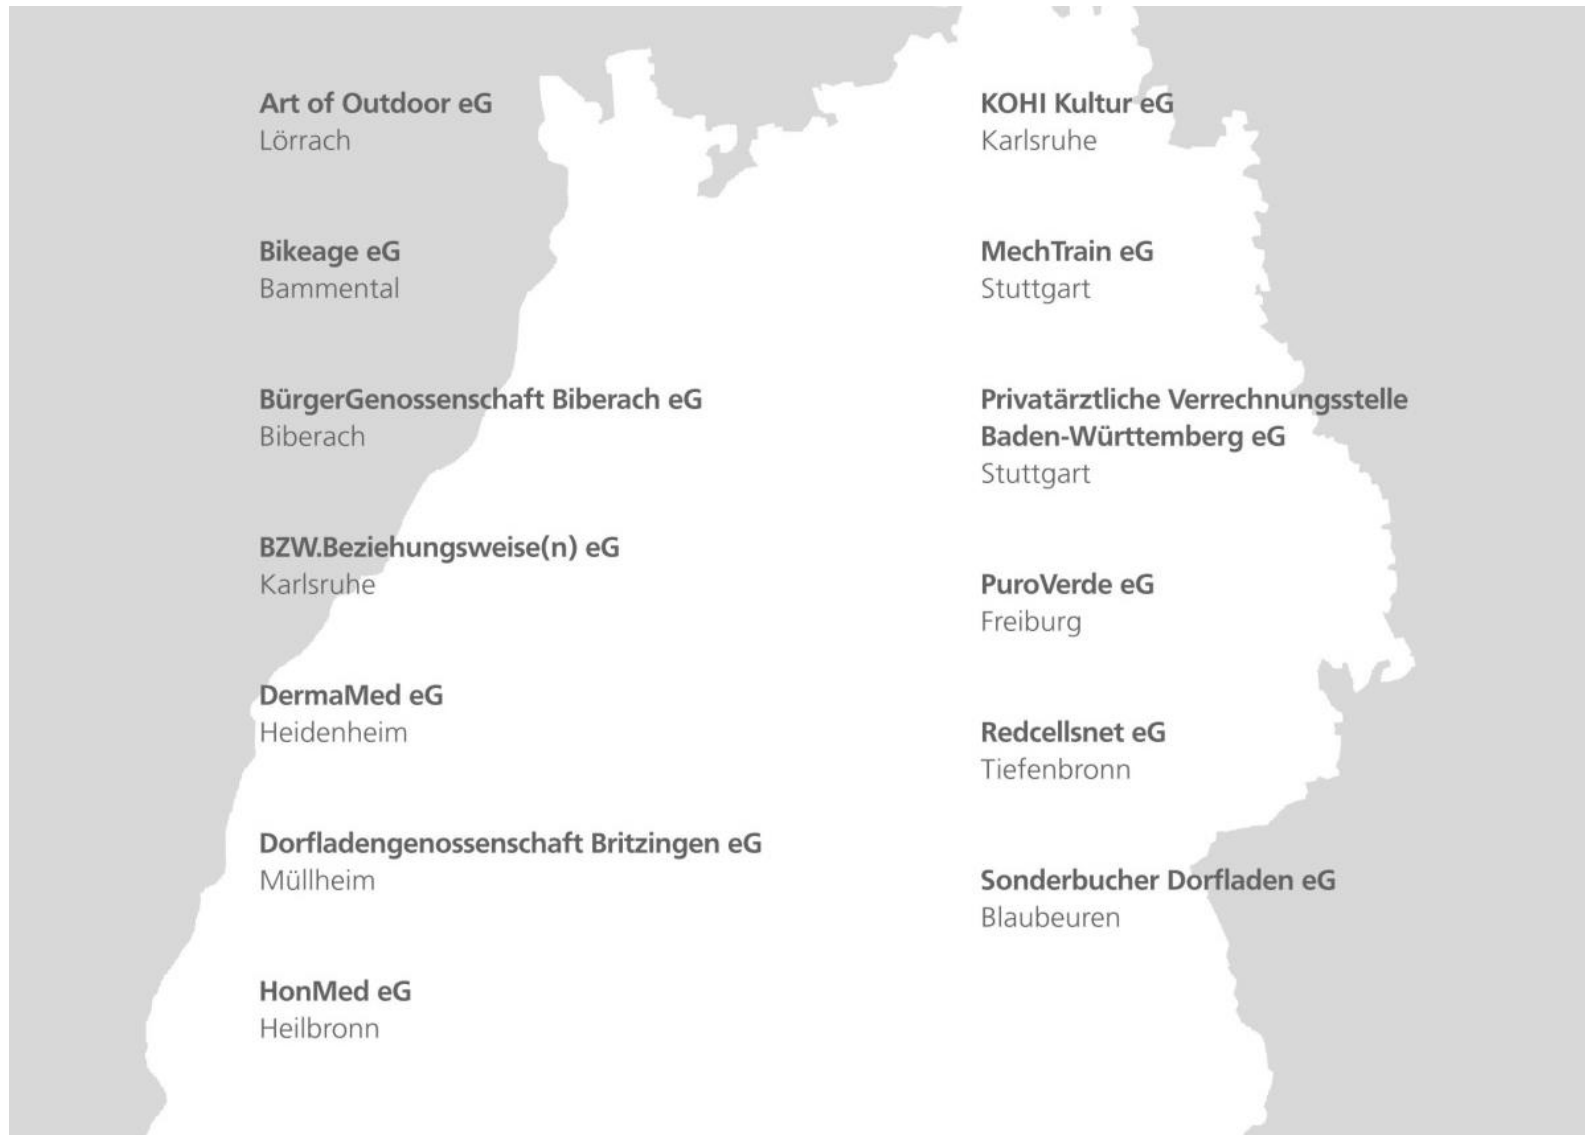 Art of Outdoor eG
Lörrach
Bikeage eG
Bammental
BürgerGenossenschaft Biberach eG
Biberach
BZW.Beziehungsweise(n) eG
Karlsruhe
DermaMed eG
Heidenheim
Dorfladengenossenschaft Britzingen eG
Müllheim
HonMed eG
Heilbronn
KOHI Kultur eG
Karlsruhe
MechTrain eG
Stuttgart
Privatärztliche Verrechnungsstelle
Baden-Württemberg eG
Stuttgart
PuroVerde eG
Freiburg
Redcellsnet eG
Tiefenbronn
Sonderbucher Dorfladen eG
Blaubeuren